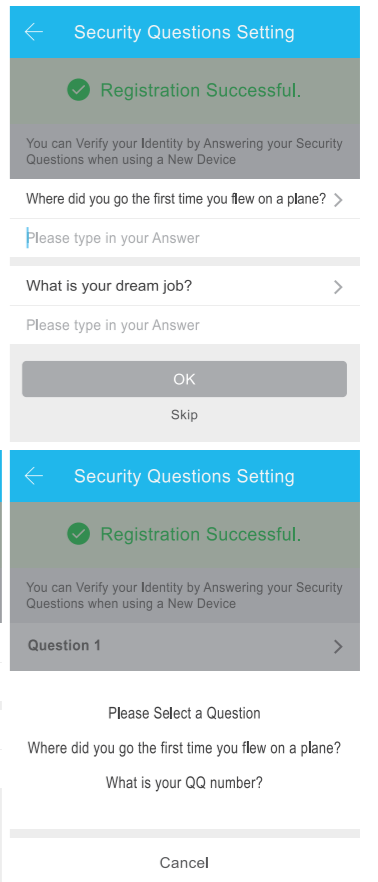 Security Questions Setting
Registration Successful.
You can Verify your Identity by Answering your Security
Questions when using a New Device
Where did you go the first time you flew on a plane?
Please type in your Answer
What is your dream job?
Please type in your Answer
OK
Skip
Security Questions Setting
Registration Successful.
You can Verify your Identity by Answering your Security
Questions when using a New Device
Question 1
Please Select a Question
Where did you go the first time you flew on a plane?
What is your QQ number?
Cancel